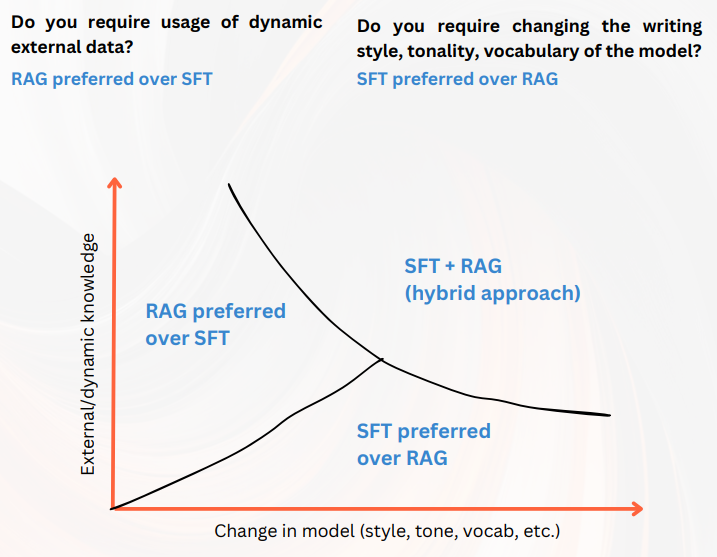 Do you require usage of dynamic
external data?
RAG preferred over SFT
Do you require changing the writing
style, tonality, vocabulary of the model?
SFT preferred over RAG
External/dynamic knowledge
RAG preferred
over SFT
SFT + RAG
(hybrid approach)
SFT preferred
over RAG
Change in model (style, tone, vocab, etc.)